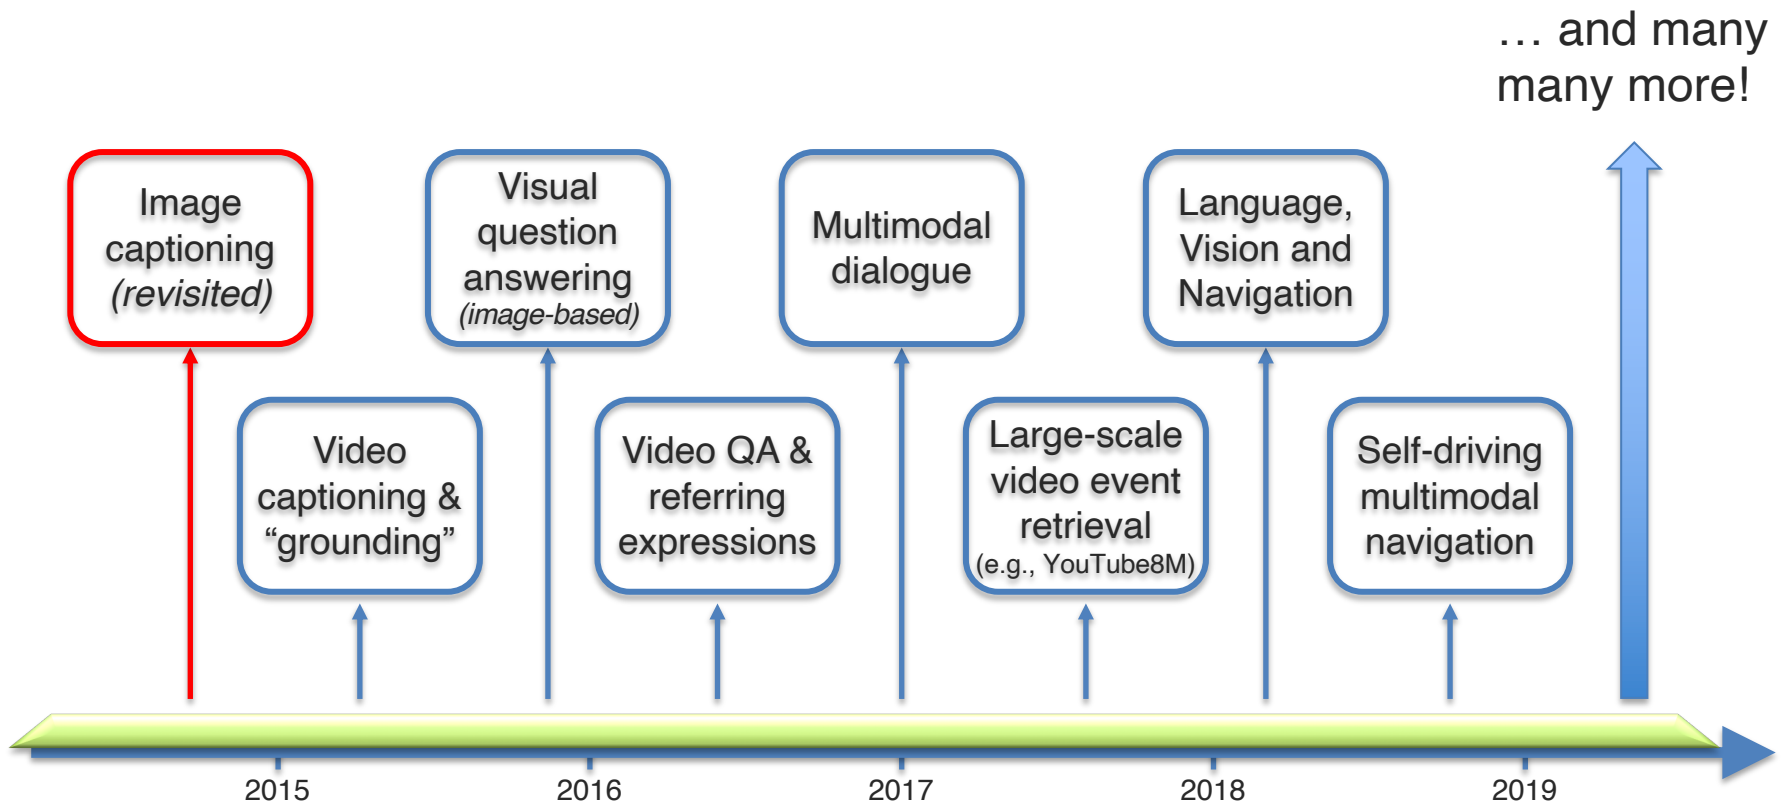 … and many
many more!
Image
captioning
(revisited)
Visual
question
answering
(image-based)
Multimodal
dialogue
Language,
Vision and
Navigation
Video
captioning &
“grounding”
Video QA &
referring
expressions
Large-scale
video event
retrieval
(e.g., YouTube8M)
Self-driving
multimodal
navigation
2015
2016
2017
2018
2019